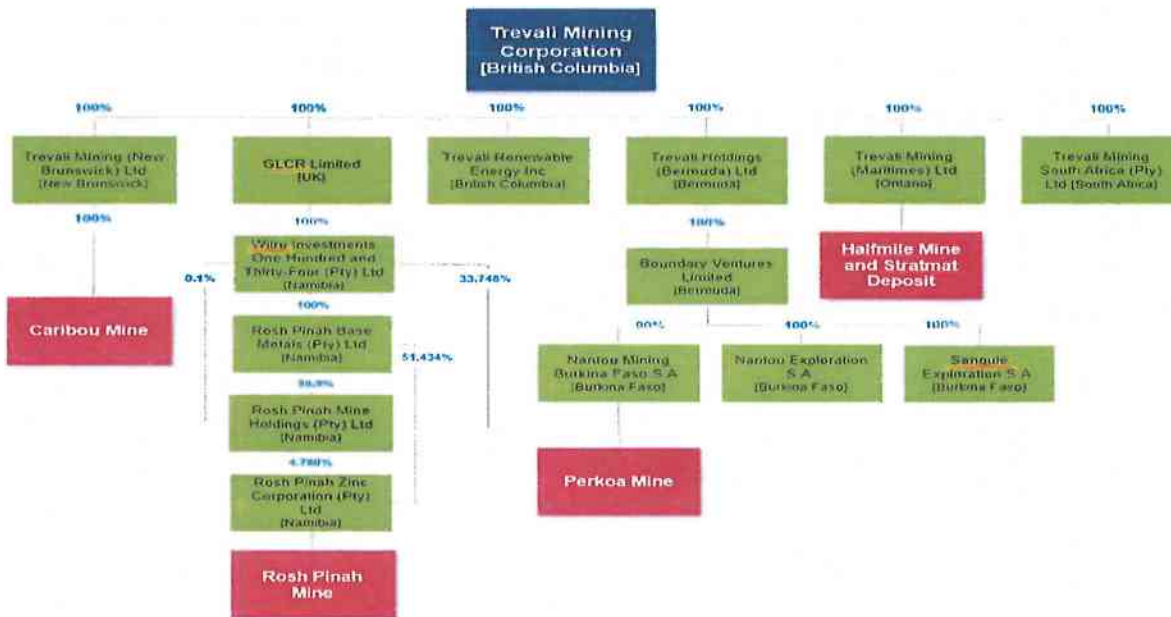 Trevali Mining
Corporation
[British Columbia]
100%
100%
100%
100%
100%
100%
Trevali Mining (New
Brunswick) Ltd
[New Brunswick]
GLCR Limited
[UK]
Trevali Renewable
Energy Inc
[British Columbia]
Trevali Holdings
(Bermuda) Ltd
[Bermuda]
Trevali Mining
(Maritimes) Ltd
[Ontario]
Trevali Mining
South Africa (Pty)
Ltd [South Africa]
100%
100%
100%
Wilru Investments
One Hundred and
Thirty-Four (Pty) Ltd
(Namibia)
0.1%
33.748%
Boundary Ventures
Limited
(Bermuda)
Halfmile Mine
and Stratmat
Deposit
Caribou Mine
100%
Rosh Pinah Base
Metals (Pty) Ltd
(Namibia)
51.434%
90%
100%
100%
Nantou Mining
Burkina Faso S.A
(Burkina Faso)
Nantou Exploration
S.A
(Burkina Faso)
Sanguie
Exploration S.A
(Burkina Faso)
99.9%
Rosh Pinah Mine
Holdings (Pty) Ltd
(Namibia)
4.780%
Rosh Pinah Zinc
Corporation (Pty)
Ltd
(Namibia)
Perkoa Mine
Rosh Pinah
Mine